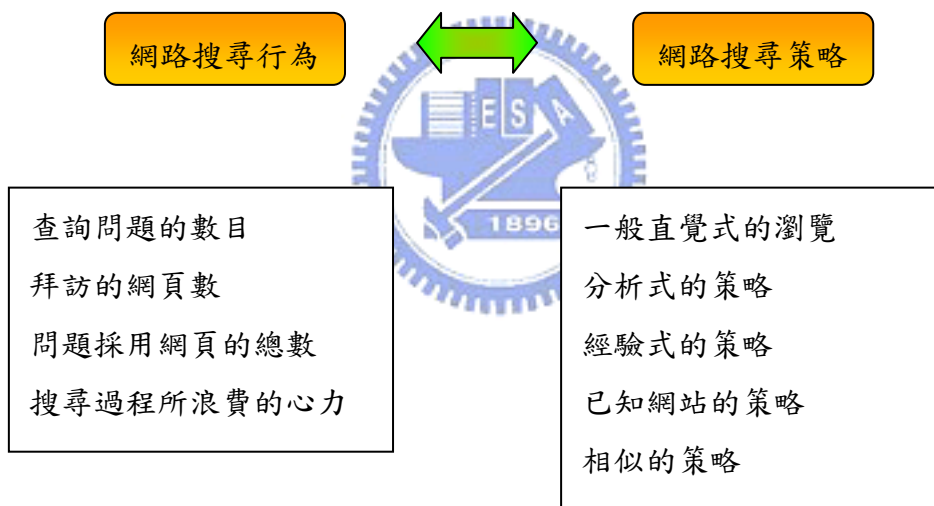 網路搜尋行為
網路搜尋策略
ESA
1896
查詢問題的數目
拜訪的網頁數
問題採用網頁的總數
搜尋過程所浪費的心力
一般直覺式的瀏覽
分析式的策略
經驗式的策略
已知網站的策略
相似的策略